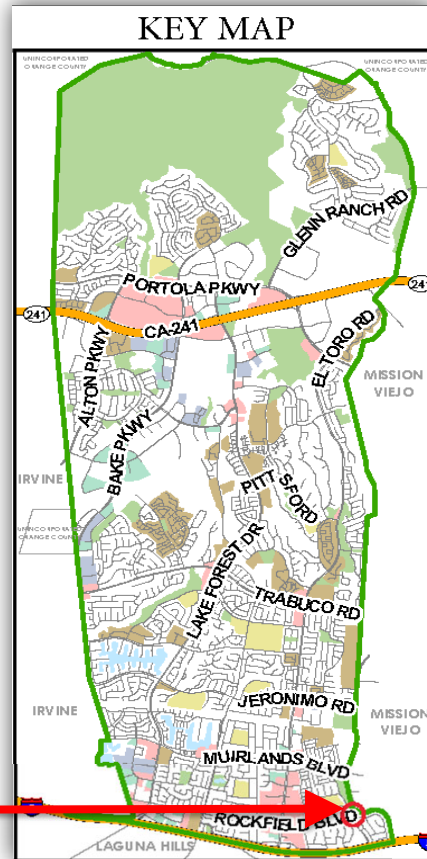 KEY MAP
UNINCORPORATED
ORANGE COUNTY
UNINCORPORATED
ORANGE COUNTY
GLENN RANCH RD
PORTOLA PKWY
241
241
CA-241
ALTON PKWY
EL TORO RD
MISSION
VIEJO
BAKE PKWY
IRVINE
PITTSFORD
UNINCORPORATED
ORANGE COUNTY
LAKE FOREST DR
TRABUCO RD
IRVINE
JERONIMO RD
MISSION
VIEJO
MUIRLANDS BLVD
ROCKFIELD BLVD
LAGUNA HILLS